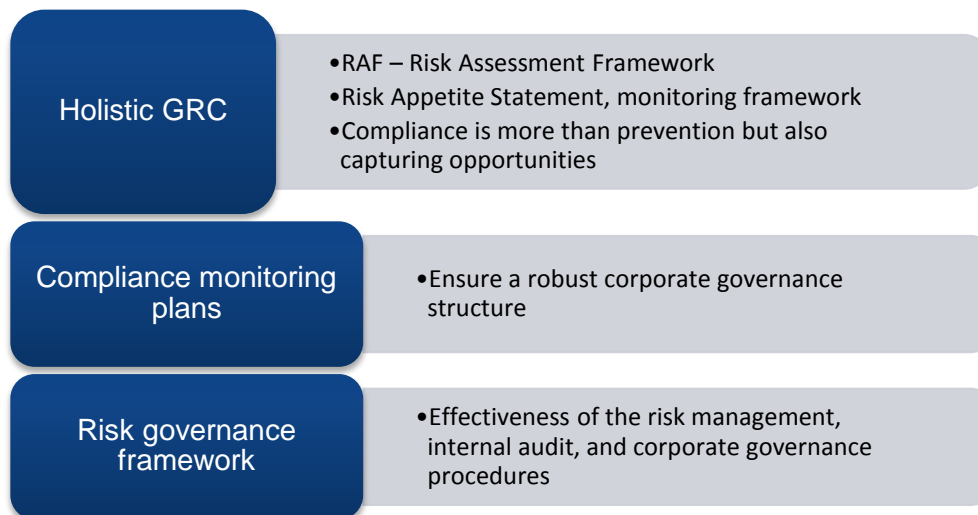 Holistic GRC
•RAF – Risk Assessment Framework
•Risk Appetite Statement, monitoring framework
•Compliance is more than prevention but also
capturing opportunities
Compliance monitoring
plans
•Ensure a robust corporate governance
structure
Risk governance
framework
•Effectiveness of the risk management,
internal audit, and corporate governance
procedures